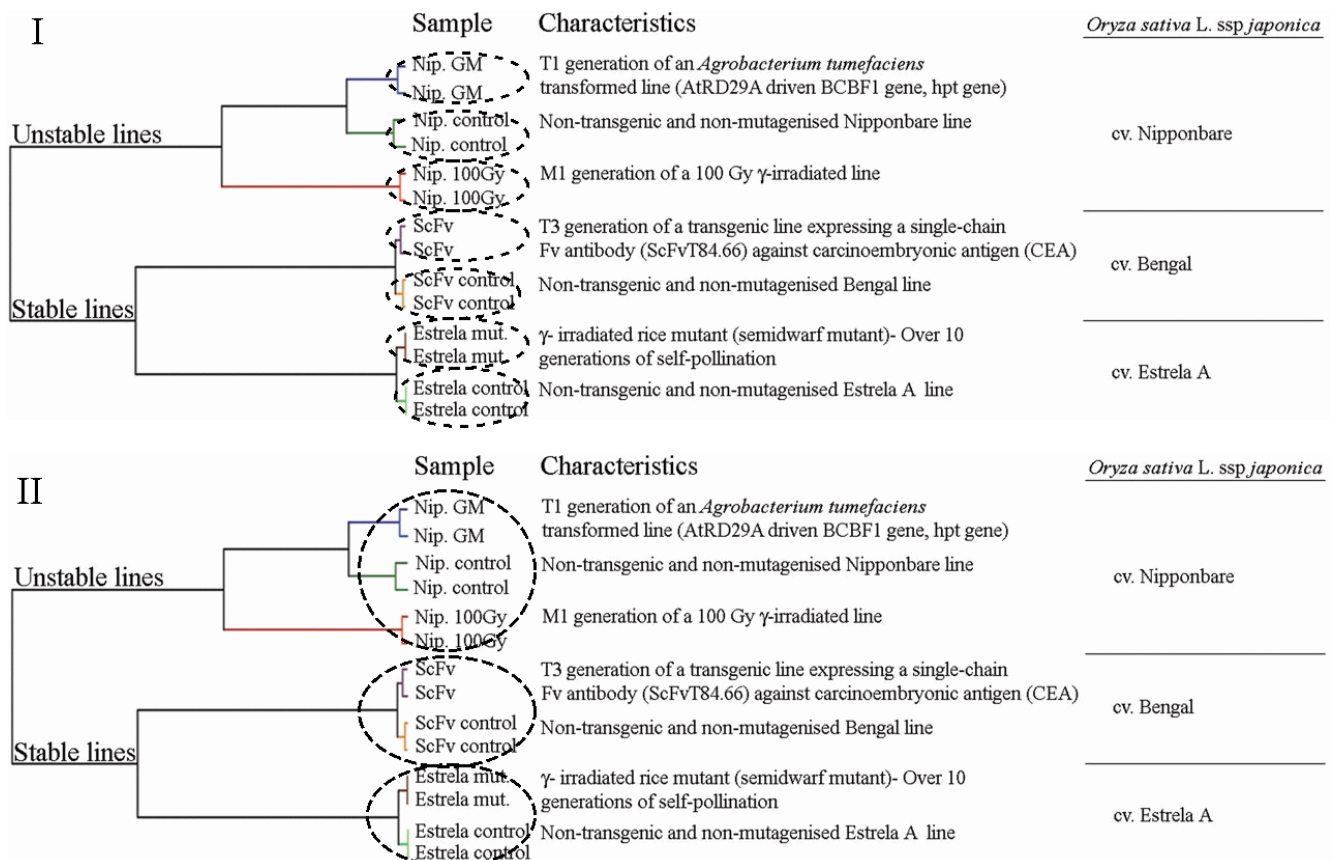 I
Sample Characteristics Oryza sativa L. ssp japonica
Nip. GM T1 generation of an Agrobacterium tumefaciens
Nip. GM transformed line (AtRD29A driven BCBF1 gene, hpt gene)
Unstable lines
Nip. control Non-transgenic and non-mutagenised Nipponbare line
cv. Nipponbare
Nip. control
Nip. 100Gy M1 generation of a 100 Gy γ-irradiated line
Nip. 100Gy
ScFv T3 generation of a transgenic line expressing a single-chain
ScFv Fv antibody (ScFvT84.66) against carcinoembryonic antigen (CEA)
cv. Bengal
ScFv control Non-transgenic and non-mutagenised Bengal line
ScFv control
Stable lines
Estrela mut. γ- irradiated rice mutant (semidwarf mutant)- Over 10
Estrela mut. generations of self-pollination
cv. Estrela A
Estrela control Non-transgenic and non-mutagenised Estrela A line
Estrela control
II
Sample Characteristics Oryza sativa L. ssp japonica
Nip. GM T1 generation of an Agrobacterium tumefaciens
Nip. GM transformed line (AtRD29A driven BCBF1 gene, hpt gene)
Nip. control Non-transgenic and non-mutagenised Nipponbare line
Unstable lines
cv. Nipponbare
Nip. control
Nip. 100Gy M1 generation of a 100 Gy γ-irradiated line
Nip. 100Gy
ScFv T3 generation of a transgenic line expressing a single-chain
ScFv Fv antibody (ScFvT84.66) against carcinoembryonic antigen (CEA)
cv. Bengal
ScFv control Non-transgenic and non-mutagenised Bengal line
ScFv control
Stable lines
Estrela mut. γ- irradiated rice mutant (semidwarf mutant)- Over 10
Estrela mut. generations of self-pollination
cv. Estrela A
Estrela control Non-transgenic and non-mutagenised Estrela A line
Estrela control